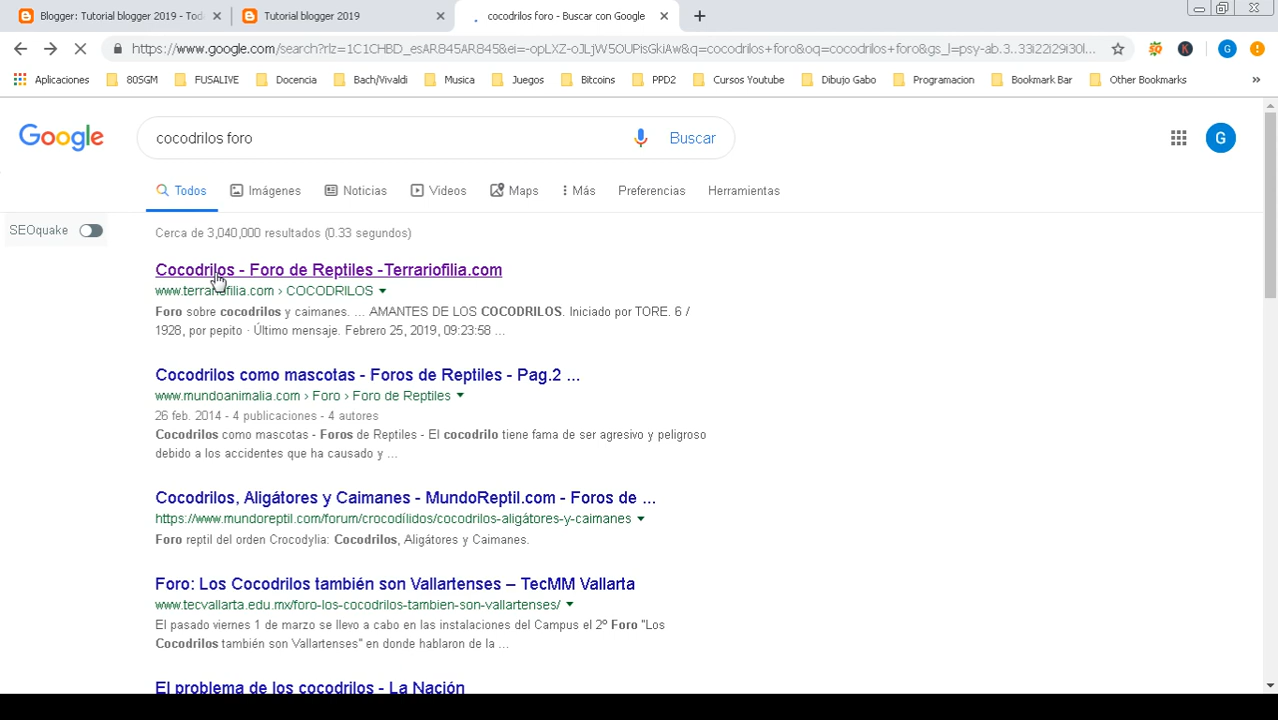 Blogger: Tutorial blogger 2019 - Tod
Tutorial blogger 2019
cocodrilos foro - Buscar con Google
https://www.google.com/search?rlz=1C1CHBD_esAR845AR845&ei=-opLXZ-oJLjW5OUPisGkiAw&q=cocodrilos+foro&oq=cocodrilos+foro&gs_l=psy-ab.3..33i22i29i30l...
G
Aplicaciones
80SGM
FUSALIVE
Docencia
Bach/Vivaldi
Musica
Juegos
Bitcoins
PPD2
Cursos Youtube
Dibujo Gabo
Programacion
Bookmark Bar
Other Bookmarks
Google
cocodrilos foro
Buscar
G
Todos
Imágenes
Noticias
Videos
Maps
Más
Preferencias
Herramientas
SEOquake
Cerca de 3,040,000 resultados (0.33 segundos)
Cocodrilos - Foro de Reptiles -Terrariofilia.com
www.terrariofilia.com › COCODRILOS
Foro sobre cocodrilos y caimanes. ... AMANTES DE LOS COCODRILOS. Iniciado por TORE. 6 /
1928, por pepito · Último mensaje. Febrero 25, 2019, 09:23:58 ...
Cocodrilos como mascotas - Foros de Reptiles - Pag.2 ...
www.mundoanimalia.com › Foro › Foro de Reptiles
26 feb. 2014 - 4 publicaciones - 4 autores
Cocodrilos como mascotas - Foros de Reptiles - El cocodrilo tiene fama de ser agresivo y peligroso
debido a los accidentes que ha causado y ...
Cocodrilos, Aligátores y Caimanes - MundoReptil.com - Foros de ...
https://www.mundoreptil.com/forum/crocodílidos/cocodrilos-aligátores-y-caimanes
Foro reptil del orden Crocodylia: Cocodrilos, Aligátores y Caimanes.
Foro: Los Cocodrilos también son Vallartenses – TecMM Vallarta
www.tecvallarta.edu.mx/foro-los-cocodrilos-tambien-son-vallartenses/
El pasado viernes 1 de marzo se llevo a cabo en las instalaciones del Campus el 2º Foro "Los
Cocodrilos también son Vallartenses" en donde hablaron de la ...
El problema de los cocodrilos - La Nación